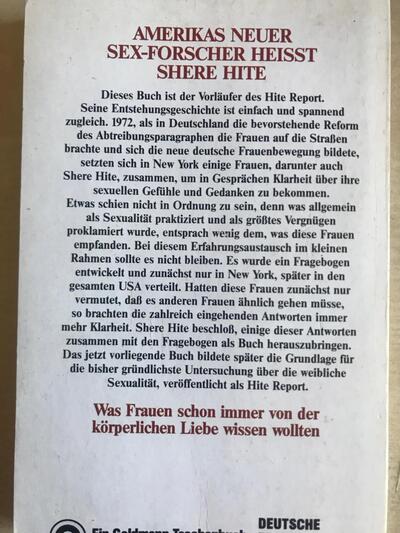 AMERIKAS NEUER
SEX-FORSCHER HEISST
SHERE HITE
Dieses Buch ist der Vorläufer des Hite Report.
Seine Entstehungsgeschichte ist einfach und spannend
zugleich. 1972, als in Deutschland die bevorstehende Reform
des Abtreibungsparagraphen die Frauen auf die Straßen
brachte und sich die neue deutsche Frauenbewegung bildete,
setzten sich in New York einige Frauen, darunter auch
Shere Hite, zusammen, um in Gesprächen Klarheit über ihre
sexuellen Gefühle und Gedanken zu bekommen.
Etwas schien nicht in Ordnung zu sein, denn was allgemein
als Sexualität praktiziert und als größtes Vergnügen
proklamiert wurde, entsprach wenig dem, was diese Frauen
empfanden. Bei diesem Erfahrungsaustausch im kleinen
Rahmen sollte es nicht bleiben. Es wurde ein Fragebogen
entwickelt und zunächst nur in New York, später in den
gesamten USA verteilt. Hatten diese Frauen zunächst nur
vermutet, daß es anderen Frauen ähnlich gehen müsse,
so brachten die zahlreich eingehenden Antworten immer
mehr Klarheit. Shere Hite beschloß, einige dieser Antworten
zusammen mit den Fragebogen als Buch herauszubringen.
Das jetzt vorliegende Buch bildete später die Grundlage für
die bisher gründlichste Untersuchung über die weibliche
Sexualität, veröffentlicht als Hite Report.
Was Frauen schon immer von der
körperlichen Liebe wissen wollten
Ein Goldmann Taschenbuch
DEUTSCHE